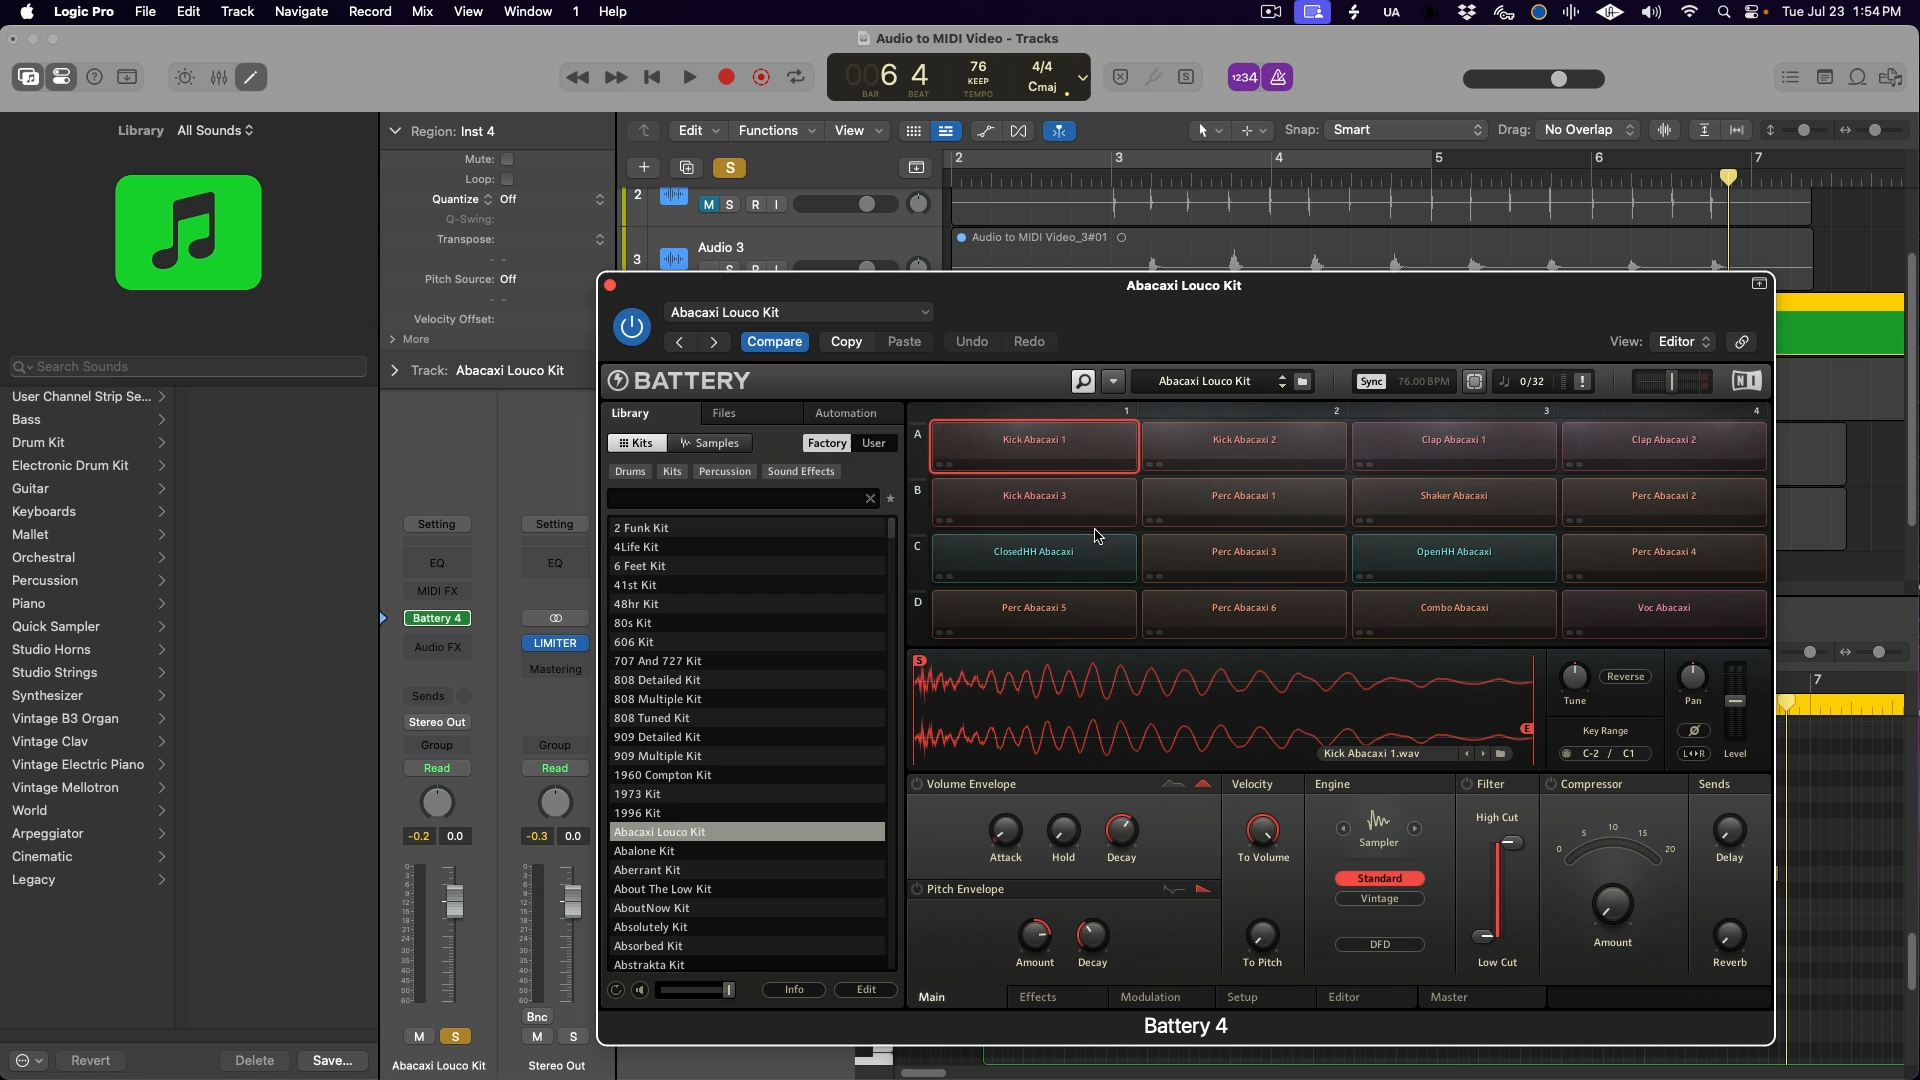 Logic Pro File Edit Track Navigate Record Mix View Window 1 Help
UA Tue Jul 23 1:54 PM
Audio to MIDI Video - Tracks
006 4 76 4/4
KEEP Cmaj
BAR BEAT TEMPO
1234
Library All Sounds
Search Sounds
User Channel Strip Se...
Bass
Drum Kit
Electronic Drum Kit
Guitar
Keyboards
Mallet
Orchestral
Percussion
Piano
Quick Sampler
Studio Horns
Studio Strings
Synthesizer
Vintage B3 Organ
Vintage Clav
Vintage Electric Piano
Vintage Mellotron
World
Arpeggiator
Cinematic
Legacy
Revert Delete Save...
Region: Inst 4
Mute:
Loop:
Quantize Off
Q-Swing:
Transpose:
Pitch Source: Off
Velocity Offset:
More
Track: Abacaxi Louco Kit
Setting Setting
EQ EQ
MIDI FX
Battery 4
Audio FX LIMITER
Mastering
Sends
Stereo Out
Group Group
Read Read
-0.2 0.0 -0.3 0.0
Bnc
M S M S
Abacaxi Louco Kit Stereo Out
Edit Functions View Snap: Smart Drag: No Overlap
S
2 3 4 5 6 7
2 M S R I
Audio 3
3
Audio to MIDI Video_3#01
7
Abacaxi Louco Kit
Abacaxi Louco Kit
Compare Copy Paste Undo Redo View: Editor
BATTERY Abacaxi Louco Kit Sync 76.00 BPM 0/32 !
Library Files Automation
Kits Samples Factory User
Drums Kits Percussion Sound Effects
2 Funk Kit
4Life Kit
6 Feet Kit
41st Kit
48hr Kit
80s Kit
606 Kit
707 And 727 Kit
808 Detailed Kit
808 Multiple Kit
808 Tuned Kit
909 Detailed Kit
909 Multiple Kit
1960 Compton Kit
1973 Kit
1996 Kit
Abacaxi Louco Kit
Abalone Kit
Aberrant Kit
About The Low Kit
AboutNow Kit
Absolutely Kit
Absorbed Kit
Abstrakta Kit
Info Edit
1 2 3 4
A Kick Abacaxi 1 Kick Abacaxi 2 Clap Abacaxi 1 Clap Abacaxi 2
B Kick Abacaxi 3 Perc Abacaxi 1 Shaker Abacaxi Perc Abacaxi 2
C ClosedHH Abacaxi Perc Abacaxi 3 OpenHH Abacaxi Perc Abacaxi 4
D Perc Abacaxi 5 Perc Abacaxi 6 Combo Abacaxi Voc Abacaxi
S E
Kick Abacaxi 1.wav
Tune Reverse Pan
Key Range
C-2 / C1 L R Level
Volume Envelope Velocity Engine Filter Compressor Sends
Attack Hold Decay To Volume Sampler High Cut 0 5 10 15 20 Delay
Standard
Vintage
Pitch Envelope
Amount Decay To Pitch DFD Low Cut Amount Reverb
Main Effects Modulation Setup Editor Master
Battery 4